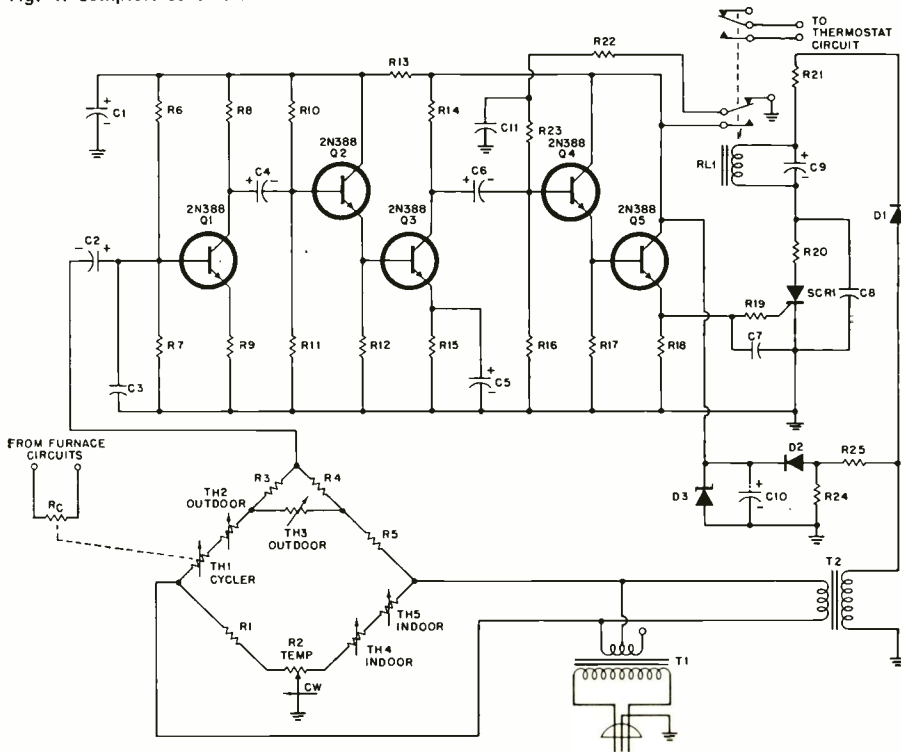 TO
THERMOSTAT
CIRCUIT
R22
R13
R21
C1
R6
R8
R10
R14
C11
R23
RL1
C9
2N388
Q2
2N388
Q4
C4
C6
D1
2N388
Q1
2N388
Q3
2N388
Q5
C2
R20
SCR1
C8
R19
C7
R7
R9
R11
R12
R15
R16
R17
R18
C3
C5
FROM FURNACE
CIRCUITS
RC
R3
R4
TH2
OUTDOOR
TH3
OUTDOOR
R5
TH1
CYCLER
D2
R25
D3
C10
R24
T2
R1
R2
TEMP
CW
TH5
INDOOR
TH4
INDOOR
T1